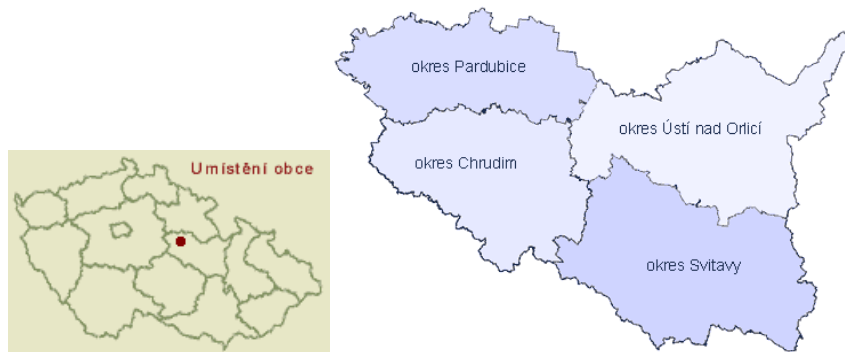 okres Pardubice
okres Ústí nad Orlicí
okres Chrudim
Umístění obce
okres Svitavy